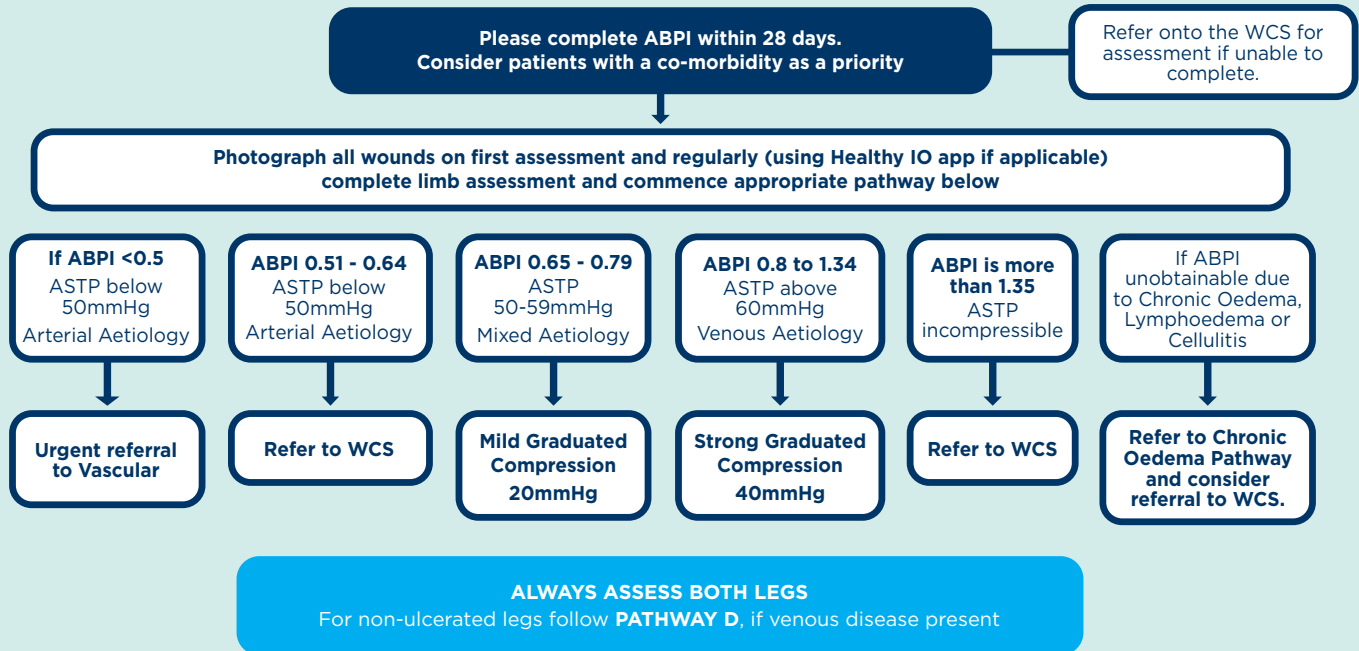 Please complete ABPI within 28 days.
Consider patients with a co-morbidity as a priority
Refer onto the WCS for
assessment if unable to
complete.
Photograph all wounds on first assessment and regularly (using Healthy IO app if applicable)
complete limb assessment and commence appropriate pathway below
If ABPI <0.5
ASTP below
50mmHg
Arterial Aetiology
ABPI 0.51 - 0.64
ASTP below
50mmHg
Arterial Aetiology
ABPI 0.65 - 0.79
ASTP
50-59mmHg
Mixed Aetiology
ABPI 0.8 to 1.34
ASTP above
60mmHg
Venous Aetiology
ABPI is more
than 1.35
ASTP
incompressible
If ABPI
unobtainable due
to Chronic Oedema,
Lymphoedema or
Cellulitis
Urgent referral
to Vascular
Refer to WCS
Mild Graduated
Compression
20mmHg
Strong Graduated
Compression
40mmHg
Refer to WCS
Refer to Chronic
Oedema Pathway
and consider
referral to WCS.
ALWAYS ASSESS BOTH LEGS
For non-ulcerated legs follow PATHWAY D, if venous disease present